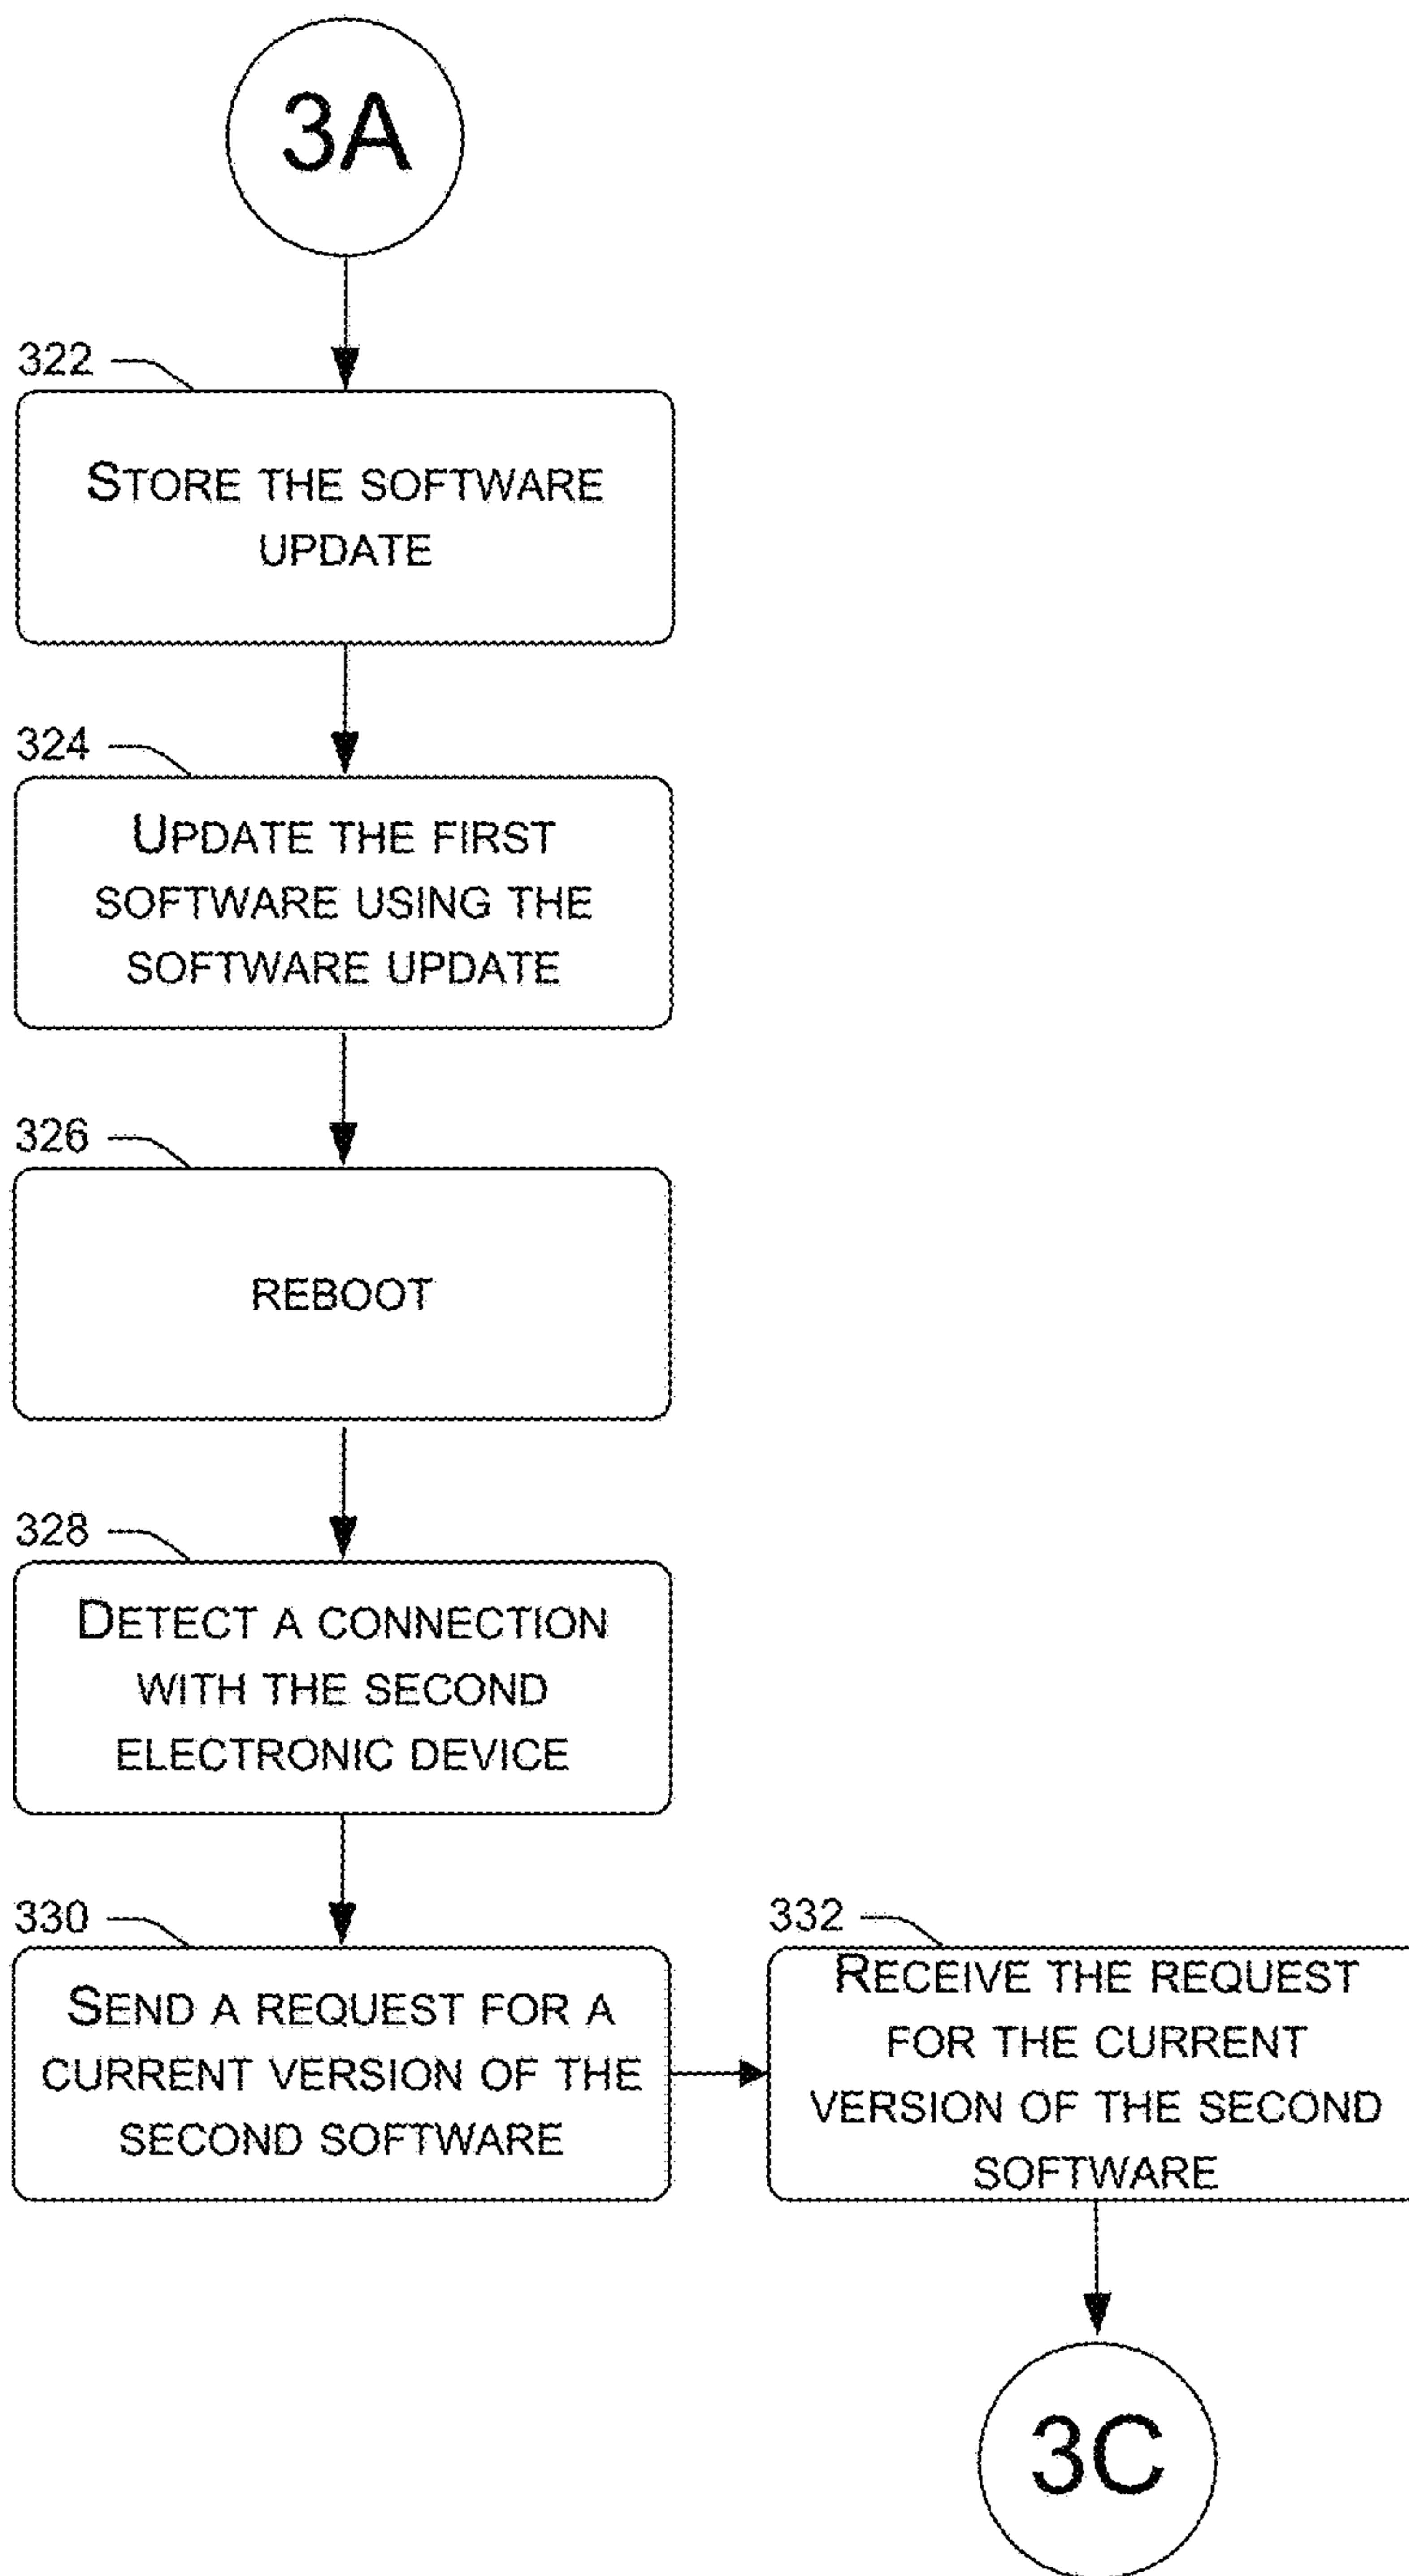 3A
322
STORE THE SOFTWARE
UPDATE
324
UPDATE THE FIRST
SOFTWARE USING THE
SOFTWARE UPDATE
326
REBOOT
328
DETECT A CONNECTION
WITH THE SECOND
ELECTRONIC DEVICE
330
SEND A REQUEST FOR A
CURRENT VERSION OF THE
SECOND SOFTWARE
332
RECEIVE THE REQUEST
FOR THE CURRENT
VERSION OF THE SECOND
SOFTWARE
3C